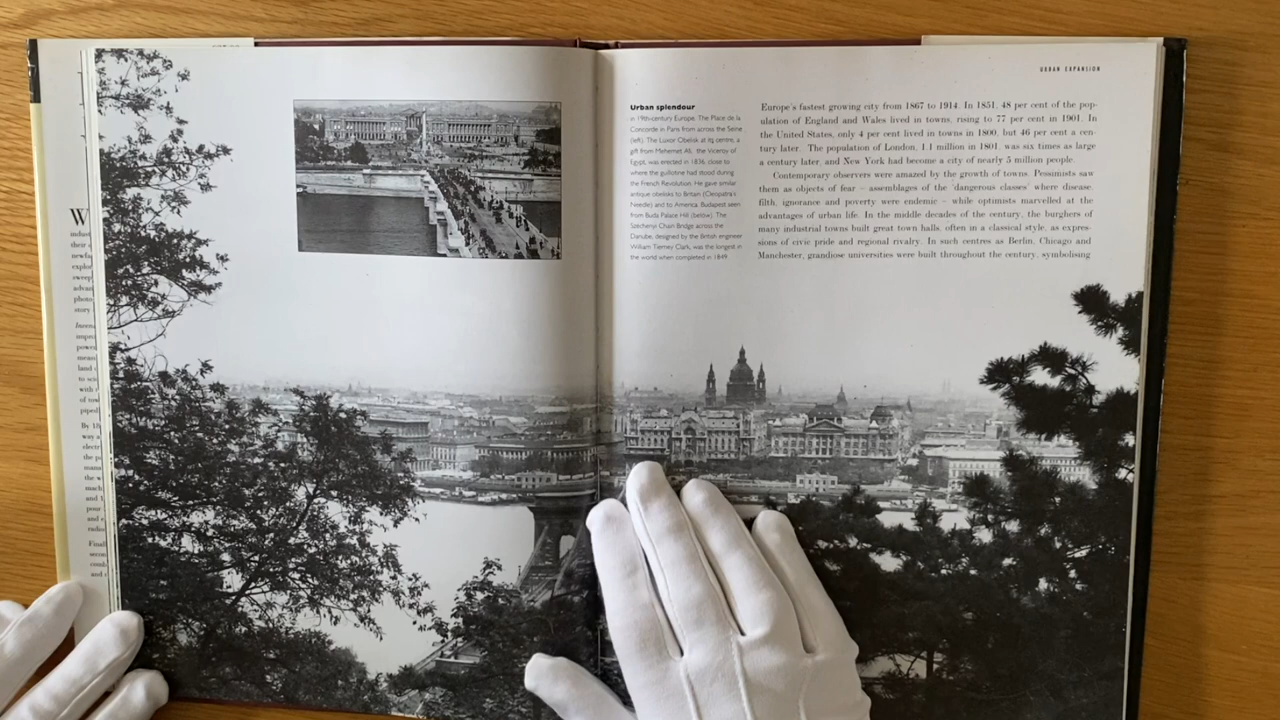 URBAN EXPANSION
Urban splendour
in 19th-century Europe. The Place de la
Concorde in Paris from across the Seine
(left). The Luxor Obelisk at its centre, a
gift from Mehemet Ali, the Viceroy of
Egypt, was erected in 1836, close to
where the guillotine had stood during
the French Revolution. He gave similar
antique obelisks to Britain (Cleopatra's
Needle) and to America. Budapest seen
from Buda Palace Hill (below). The
Széchenyi Chain Bridge across the
Danube, designed by the British engineer
William Tierney Clark, was the longest in
the world when completed in 1849.
Europe's fastest growing city from 1867 to 1914. In 1851, 48 per cent of the pop-
ulation of England and Wales lived in towns, rising to 77 per cent in 1901. In
the United States, only 4 per cent lived in towns in 1800, but 46 per cent a cen-
tury later. The population of London, 1.1 million in 1801, was six times as large
a century later, and New York had become a city of nearly 5 million people.
Contemporary observers were amazed by the growth of towns. Pessimists saw
them as objects of fear – assemblages of the 'dangerous classes' where disease,
filth, ignorance and poverty were endemic – while optimists marvelled at the
advantages of urban life. In the middle decades of the century, the burghers of
many industrial towns built great town halls, often in a classical style, as expres-
sions of civic pride and regional rivalry. In such centres as Berlin, Chicago and
Manchester, grandiose universities were built throughout the century, symbolising